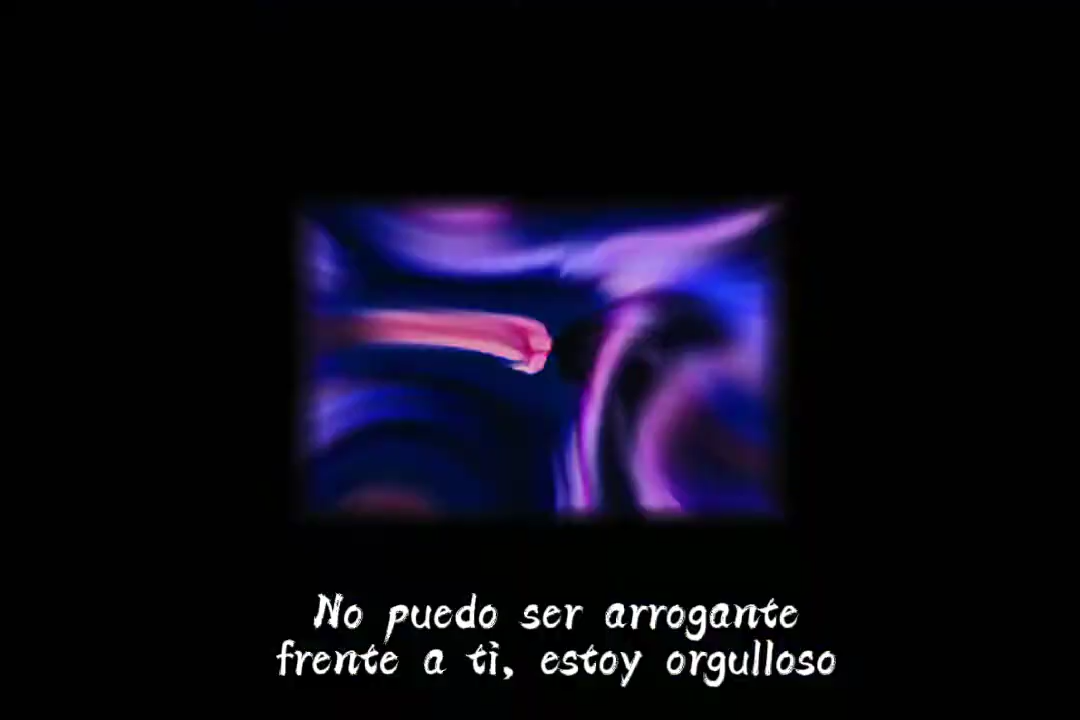 No puedo ser arrogante
frente a ti, estoy orgulloso